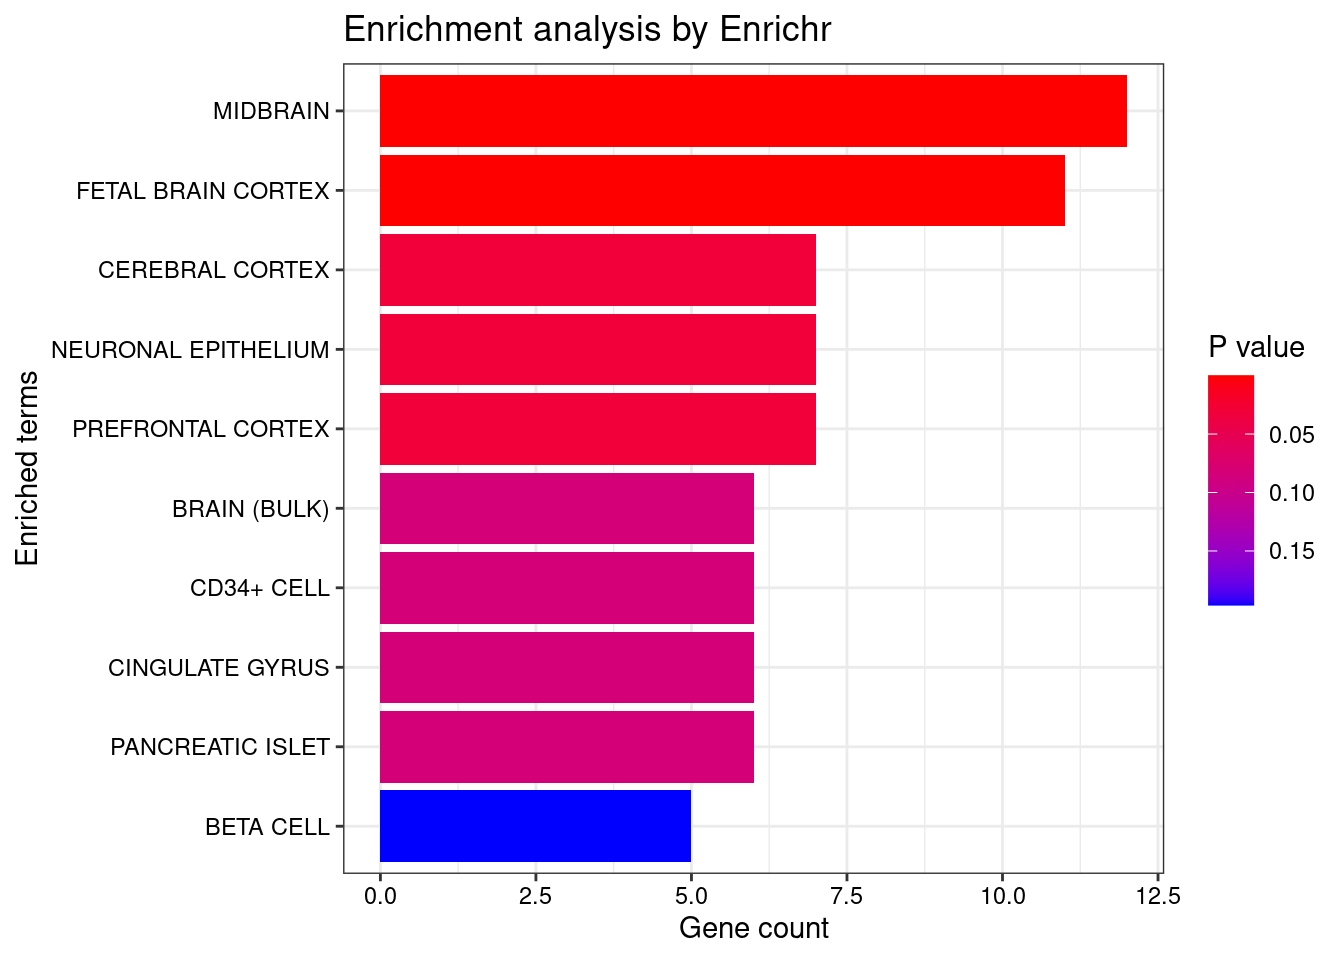 Enrichment analysis by Enrichr
MIDBRAIN
FETAL BRAIN CORTEX
CEREBRAL CORTEX
NEURONAL EPITHELIUM
PREFRONTAL CORTEX
BRAIN (BULK)
CD34+ CELL
CINGULATE GYRUS
PANCREATIC ISLET
BETA CELL
Enriched terms
0.0 2.5 5.0 7.5 10.0 12.5
Gene count
P value
0.05
0.10
0.15